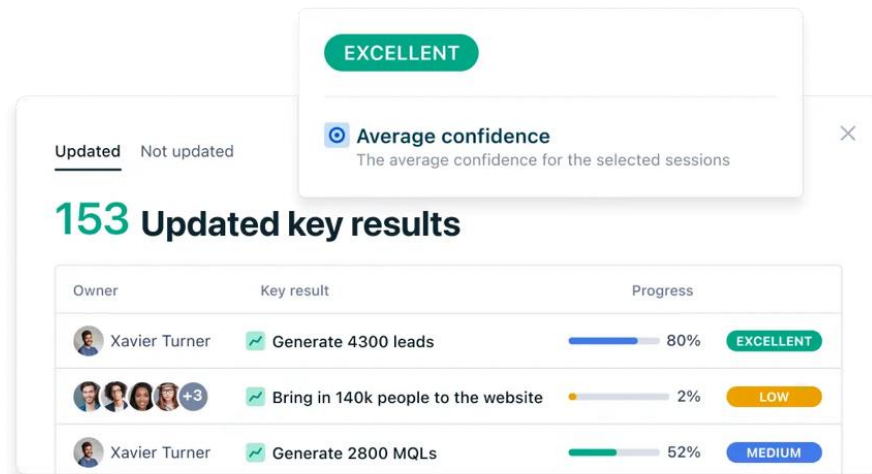 EXCELLENT
Average confidence
The average confidence for the selected sessions
Updated Not updated
153 Updated key results
Owner Key result Progress
Xavier Turner Generate 4300 leads 80% EXCELLENT
+3 Bring in 140k people to the website 2% LOW
Xavier Turner Generate 2800 MQLs 52% MEDIUM